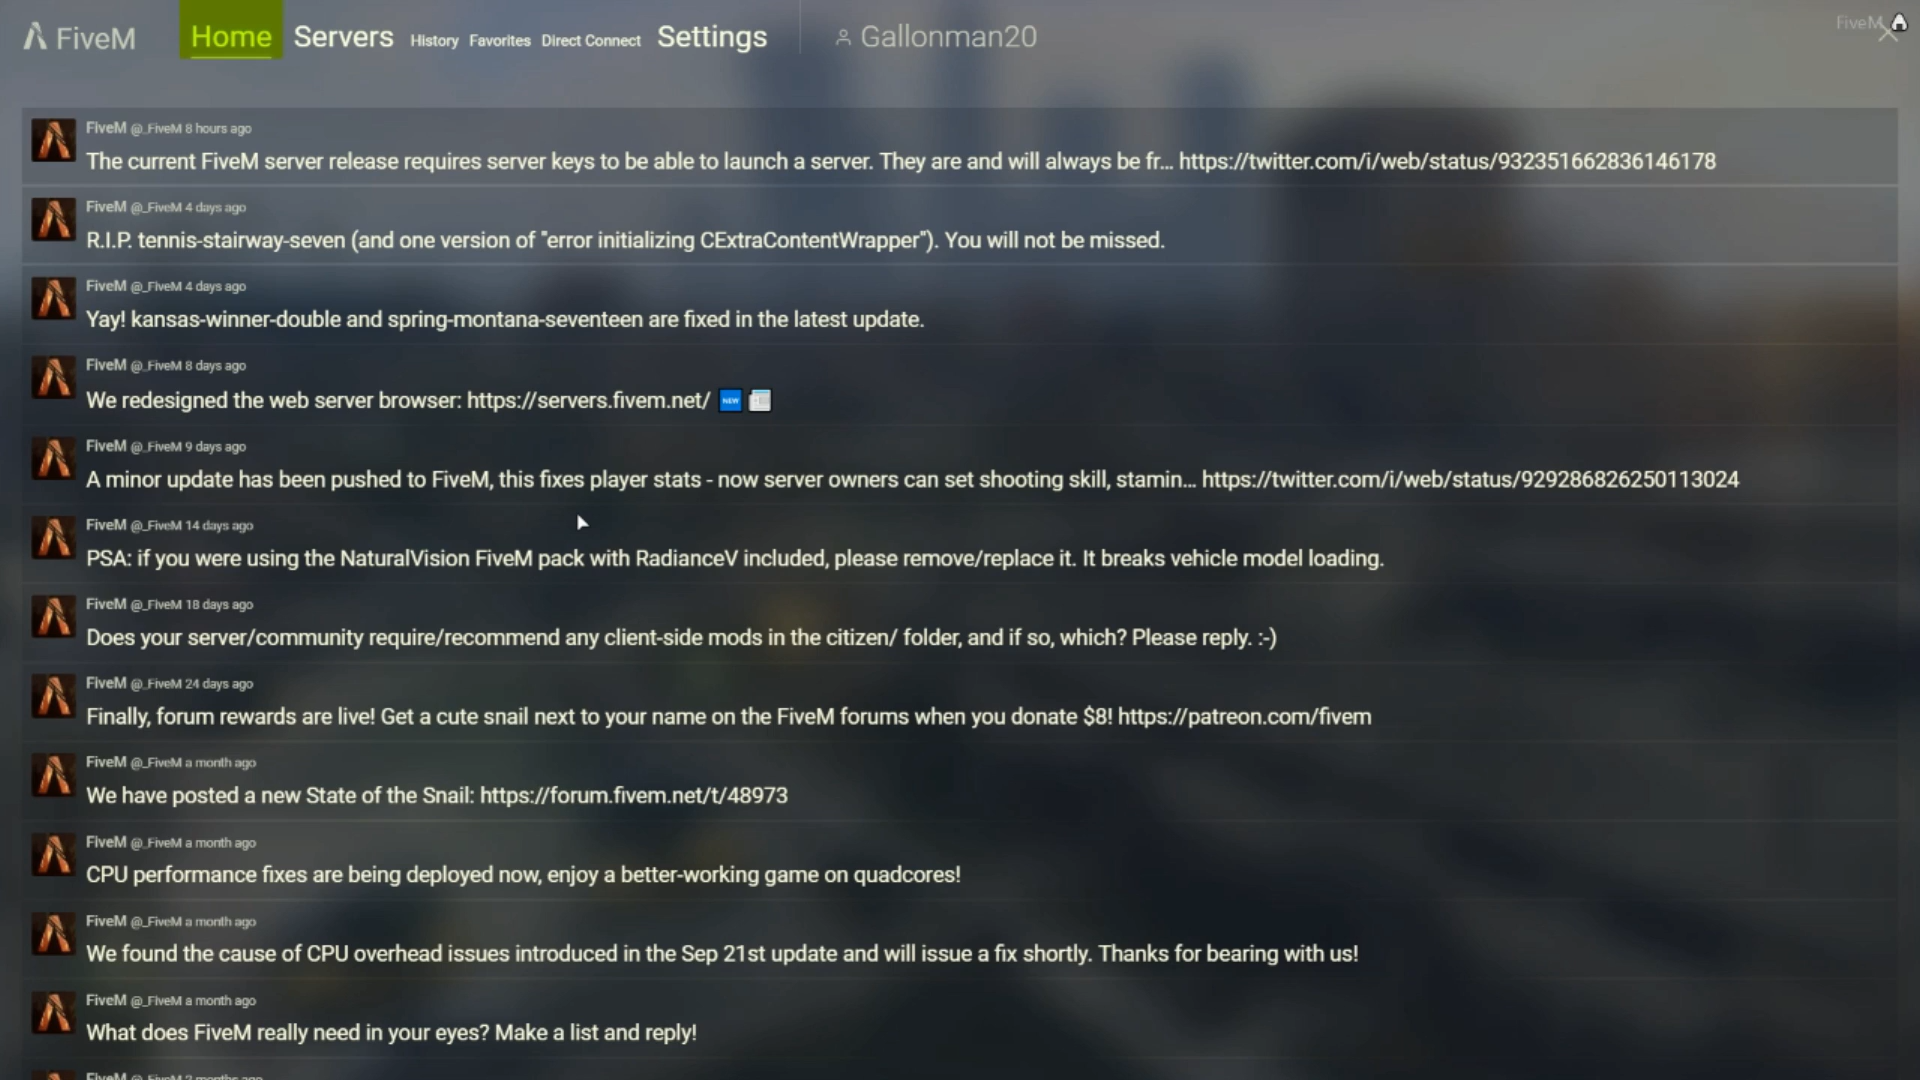 FiveM Home Servers History Favorites Direct Connect Settings Gallonman20 FiveM
FiveM @_FiveM 8 hours ago
The current FiveM server release requires server keys to be able to launch a server. They are and will always be fr… https://twitter.com/i/web/status/932351662836146178
FiveM @_FiveM 4 days ago
R.I.P. tennis-stairway-seven (and one version of "error initializing CExtraContentWrapper"). You will not be missed.
FiveM @_FiveM 4 days ago
Yay! kansas-winner-double and spring-montana-seventeen are fixed in the latest update.
FiveM @_FiveM 8 days ago
We redesigned the web server browser: https://servers.fivem.net/ NEW
FiveM @_FiveM 9 days ago
A minor update has been pushed to FiveM, this fixes player stats - now server owners can set shooting skill, stamin… https://twitter.com/i/web/status/929286826250113024
FiveM @_FiveM 14 days ago
PSA: if you were using the NaturalVision FiveM pack with RadianceV included, please remove/replace it. It breaks vehicle model loading.
FiveM @_FiveM 18 days ago
Does your server/community require/recommend any client-side mods in the citizen/ folder, and if so, which? Please reply. :-)
FiveM @_FiveM 24 days ago
Finally, forum rewards are live! Get a cute snail next to your name on the FiveM forums when you donate $8! https://patreon.com/fivem
FiveM @_FiveM a month ago
We have posted a new State of the Snail: https://forum.fivem.net/t/48973
FiveM @_FiveM a month ago
CPU performance fixes are being deployed now, enjoy a better-working game on quadcores!
FiveM @_FiveM a month ago
We found the cause of CPU overhead issues introduced in the Sep 21st update and will issue a fix shortly. Thanks for bearing with us!
FiveM @_FiveM a month ago
What does FiveM really need in your eyes? Make a list and reply!
FiveM @_FiveM 2 months ago